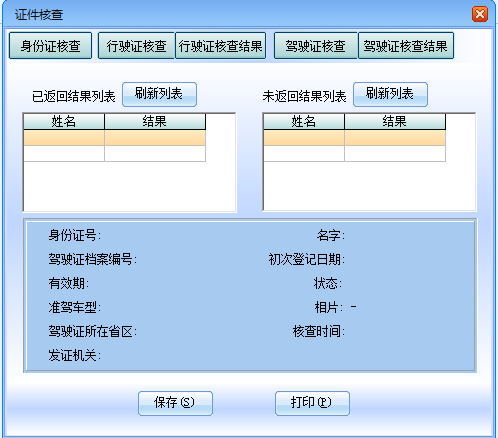 证件核查
身份证核查 行驶证核查 行驶证核查结果 驾驶证核查 驾驶证核查结果
已返回结果列表 刷新列表 未返回结果列表 刷新列表
姓名 结果 姓名 结果
身份证号: 名字:
驾驶证档案编号: 初次登记日期:
有效期: 状态:
准驾车型: 相片: -
驾驶证所在省区: 核查时间:
发证机关:
保存(S) 打印(P)